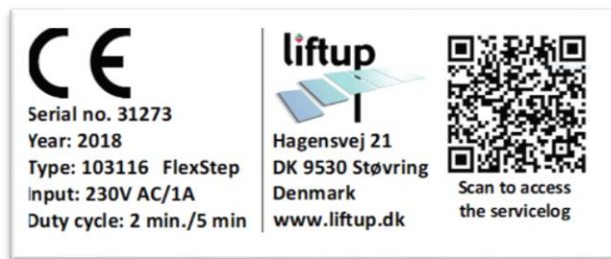 CE
Serial no. 31273
Year: 2018
Type: 103116 FlexStep
Input: 230V AC/1A
Duty cycle: 2 min./5 min
liftup
Hagensvej 21
DK 9530 Støvring
Denmark
www.liftup.dk
Scan to access
the servicelog